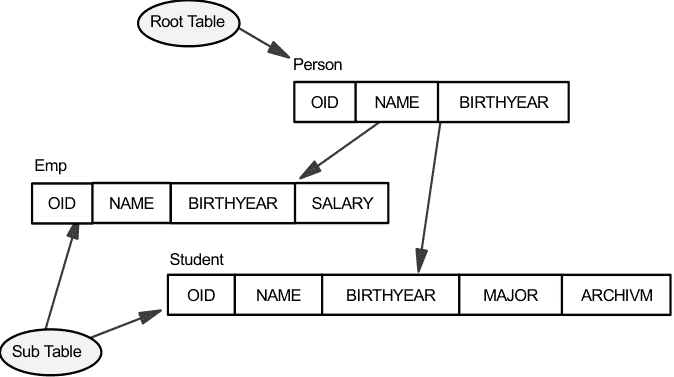 Root Table
Person
OID NAME BIRTHYEAR
Emp
OID NAME BIRTHYEAR SALARY
Student
OID NAME BIRTHYEAR MAJOR ARCHIVM
Sub Table